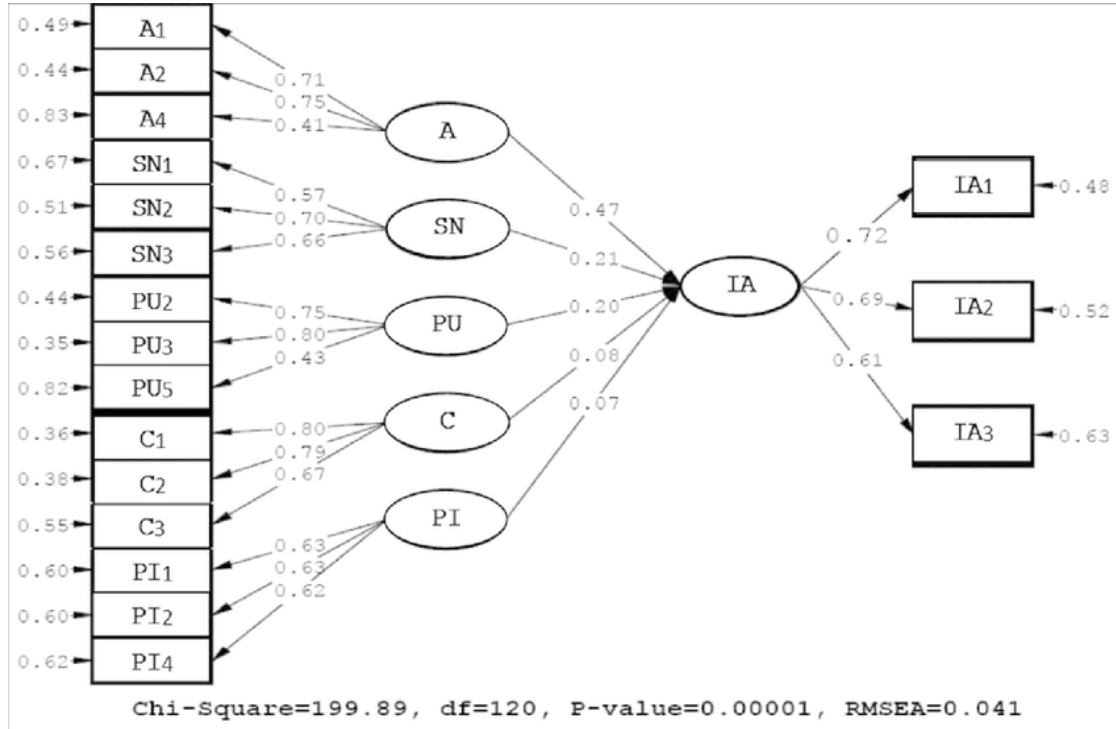 0.49 A1
0.44 A2
0.83 A4
0.67 SN1
0.51 SN2
0.56 SN3
0.44 PU2
0.35 PU3
0.82 PU5
0.36 C1
0.38 C2
0.55 C3
0.60 PI1
0.60 PI2
0.62 PI4
0.71
0.75
0.41
0.57
0.70
0.66
0.75
0.80
0.43
0.80
0.79
0.67
0.63
0.63
0.62
A
SN
PU
C
PI
0.47
0.21
0.20
0.08
0.07
IA
0.72
0.69
0.61
IA1 0.48
IA2 0.52
IA3 0.63
Chi-Square=199.89, df=120, P-value=0.00001, RMSEA=0.041